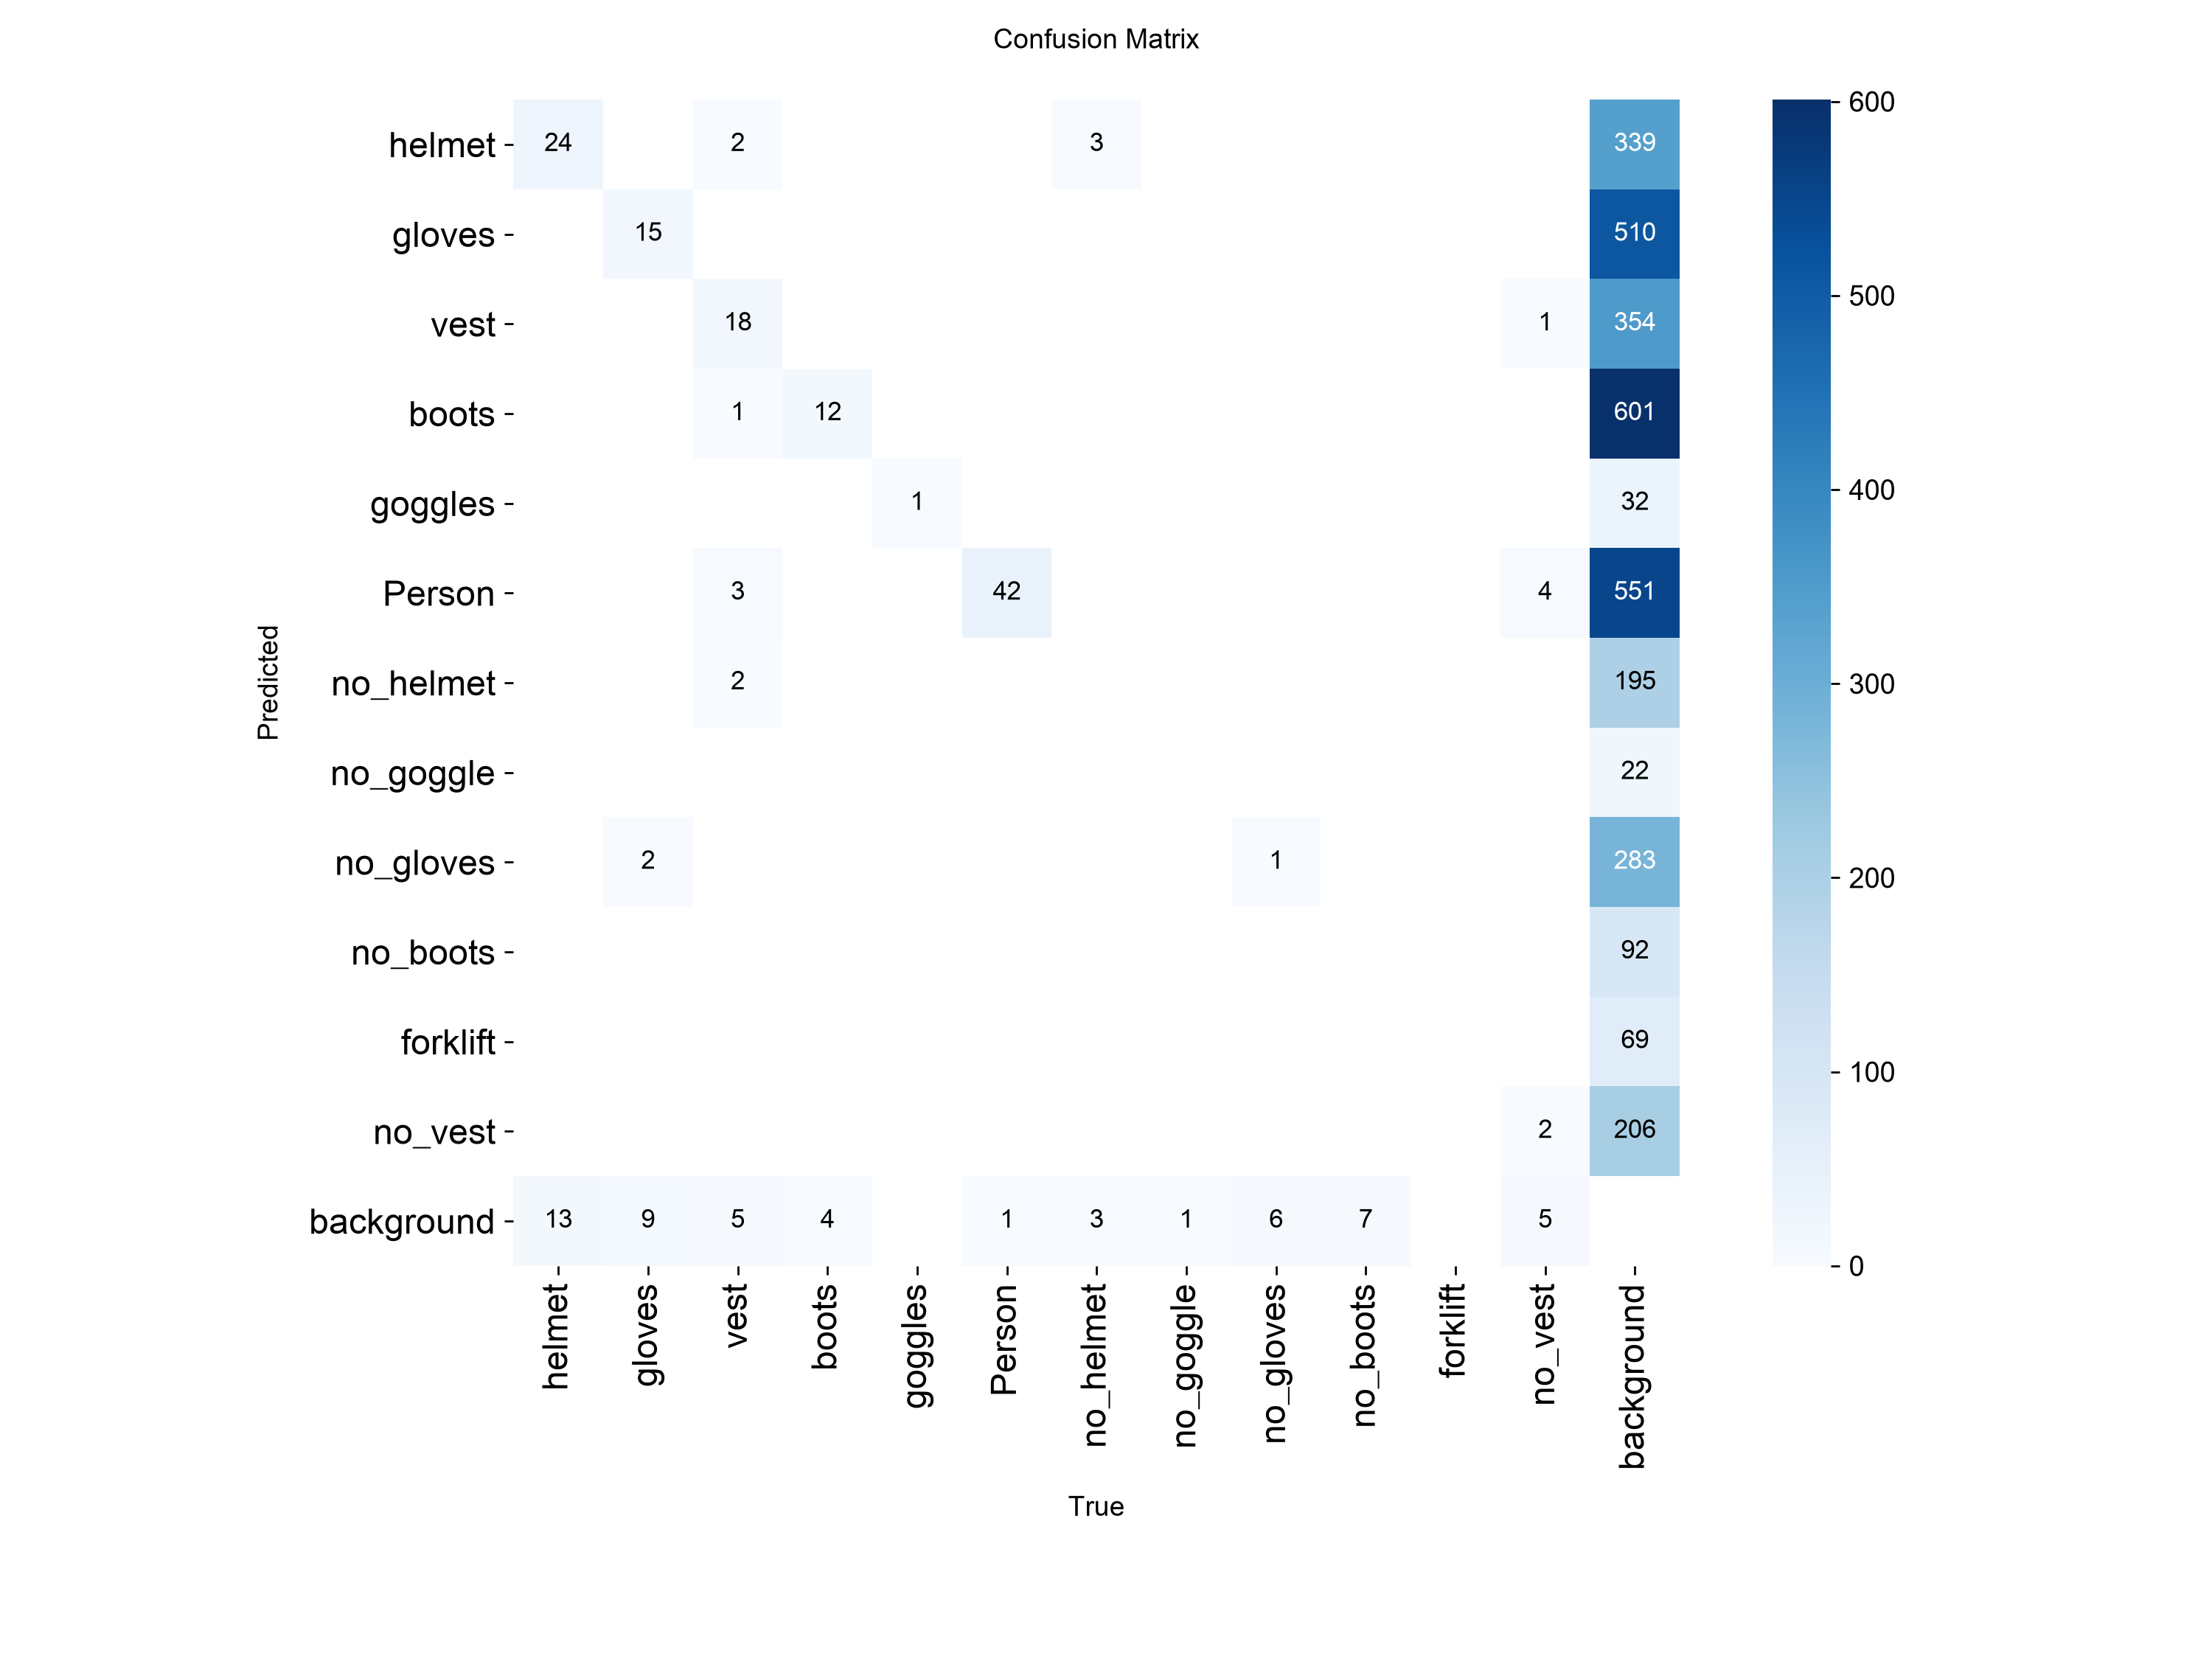 Confusion Matrix
helmet 24 2 3 339 600
gloves 15 510
500
vest 18 1 354
boots 1 12 601
400
goggles 1 32
Person 3 42 4 551
300
Predicted
no_helmet 2 195
no_goggle 22
no_gloves 2 1 283
200
no_boots 92
forklift 69
100
no_vest 2 206
background 13 9 5 4 1 3 1 6 7 5
0
helmet gloves vest boots goggles Person no_helmet no_goggle no_gloves no_boots forklift no_vest background
True